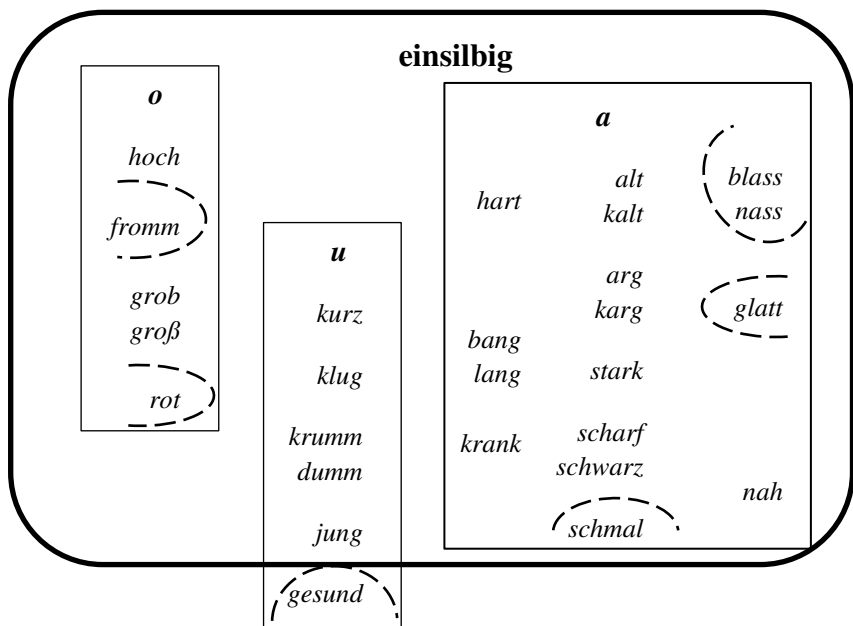 einsilbig
o
hoch
fromm
grob
groß
rot
u
kurz
klug
krumm
dumm
jung
gesund
a
hart
bang
lang
krank
alt
kalt
arg
karg
stark
scharf
schwarz
schmal
blass
nass
glatt
nah